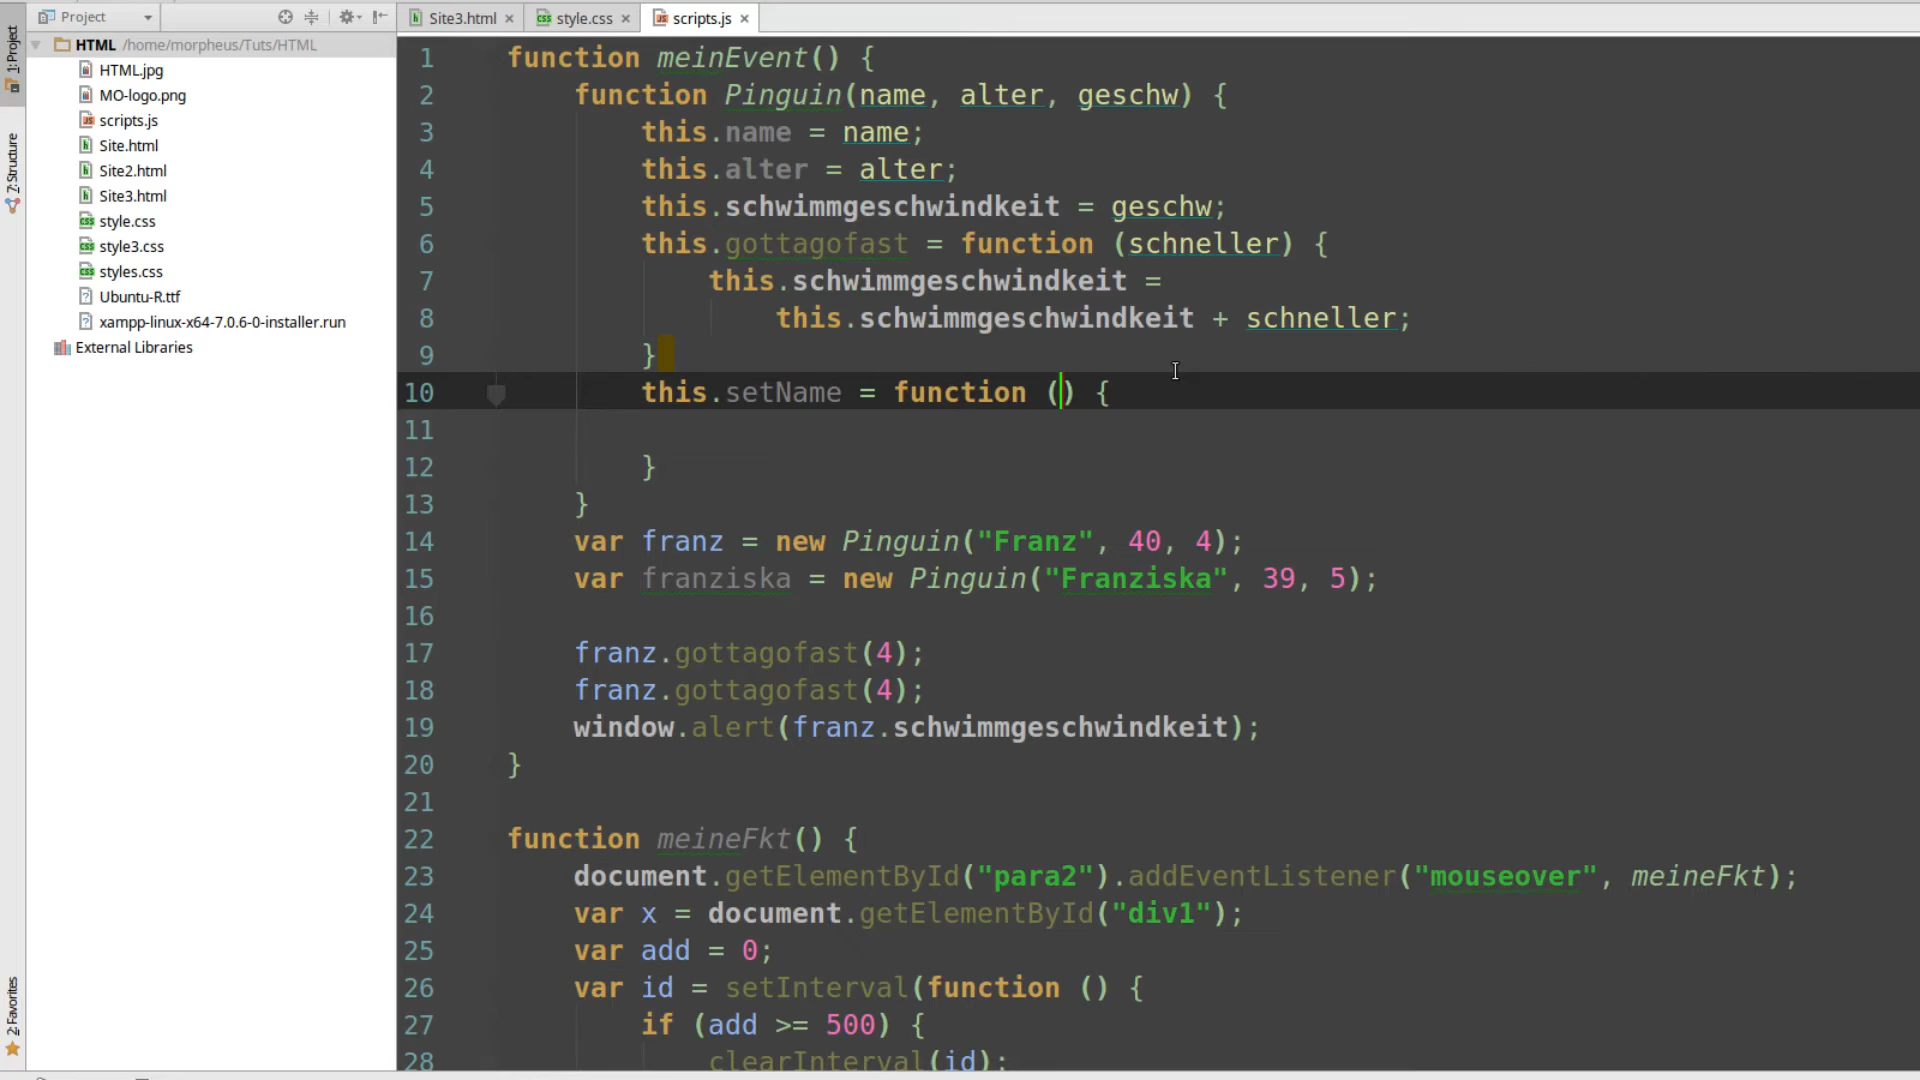 Project
Site3.html
style.css
scripts.js
1: Project
7: Structure
2: Favorites
HTML /home/morpheus/Tuts/HTML
HTML.jpg
MO-logo.png
scripts.js
Site.html
Site2.html
Site3.html
style.css
style3.css
styles.css
Ubuntu-R.ttf
xampp-linux-x64-7.0.6-0-installer.run
External Libraries
1 function meinEvent() {
2 function Pinguin(name, alter, geschw) {
3 this.name = name;
4 this.alter = alter;
5 this.schwimmgeschwindkeit = geschw;
6 this.gottagofast = function (schneller) {
7 this.schwimmgeschwindkeit =
8 this.schwimmgeschwindkeit + schneller;
9 }
10 this.setName = function () {
11
12 }
13 }
14 var franz = new Pinguin("Franz", 40, 4);
15 var franziska = new Pinguin("Franziska", 39, 5);
16
17 franz.gottagofast(4);
18 franz.gottagofast(4);
19 window.alert(franz.schwimmgeschwindkeit);
20 }
21
22 function meineFkt() {
23 document.getElementById("para2").addEventListener("mouseover", meineFkt);
24 var x = document.getElementById("div1");
25 var add = 0;
26 var id = setInterval(function () {
27 if (add >= 500) {
28 clearInterval(id);